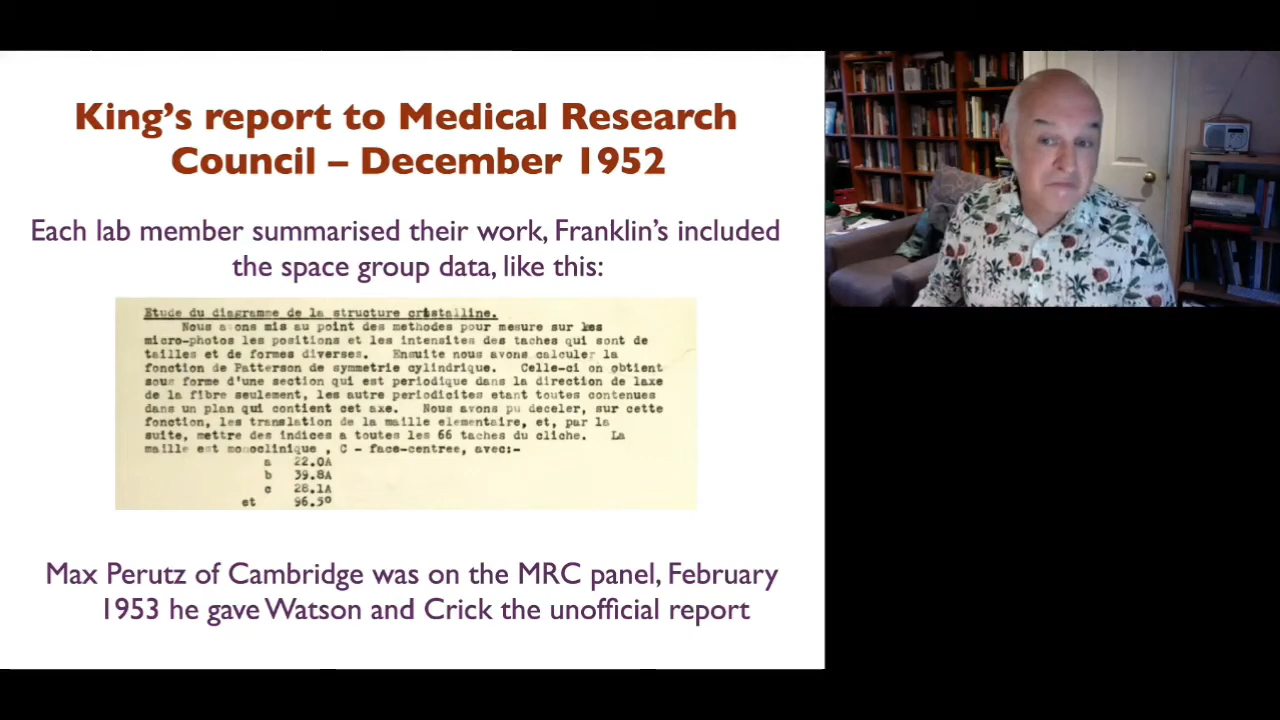 King's report to Medical Research
Council – December 1952
Each lab member summarised their work, Franklin's included
the space group data, like this:
Etude du diagramme de la structure cristalline.
Nous avons mis au point des methodes pour mesure sur les
micro-photos les positions et les intensites des taches qui sont de
tailles et de formes diverses. Ensuite nous avons calculer la
fonction de Patterson de symmetrie cylindrique. Celle-ci on obtient
sous forme d'une section qui est periodique dans la direction de laxe
de la fibre seulement, les autre periodicites etant toutes contenues
dans un plan qui contient cet axe. Nous avons pu deceler, sur cette
fonction, les translation de la maille elementaire, et, par la
suite, mettre des indices a toutes les 66 taches du cliche. La
maille est monoclinique , C - face-centree, avec:-
a 22.0A
b 39.8A
c 28.1A
et 96.5º
Max Perutz of Cambridge was on the MRC panel, February
1953 he gave Watson and Crick the unofficial report